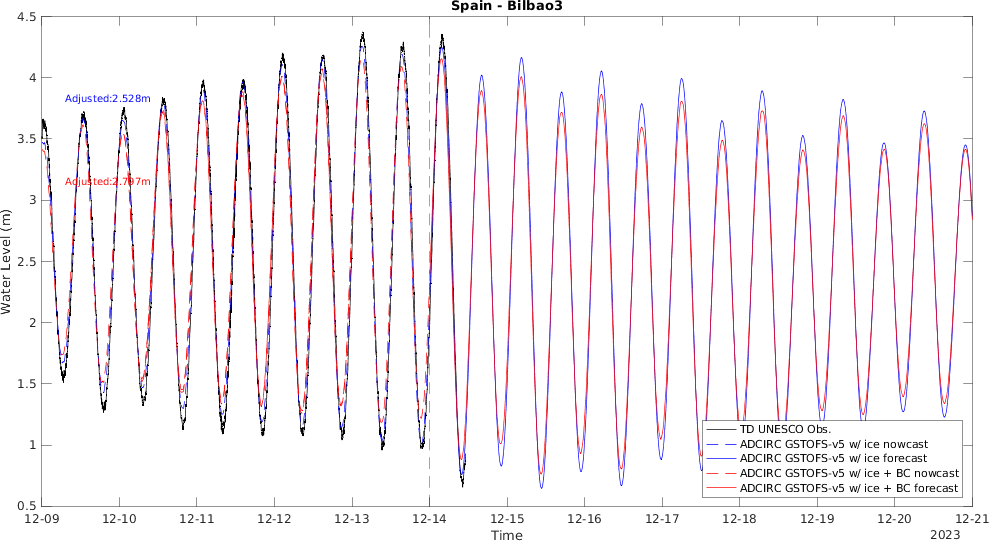 Spain - Bilbao3
4.5
4
3.5
3
2.5
2
1.5
1
0.5
Water Level (m)
Adjusted:2.528m
Adjusted:2.797m
TD UNESCO Obs.
ADCIRC GSTOFS-v5 w/ ice nowcast
ADCIRC GSTOFS-v5 w/ ice forecast
ADCIRC GSTOFS-v5 w/ ice + BC nowcast
ADCIRC GSTOFS-v5 w/ ice + BC forecast
12-09 12-10 12-11 12-12 12-13 12-14 12-15 12-16 12-17 12-18 12-19 12-20 12-21
Time
2023